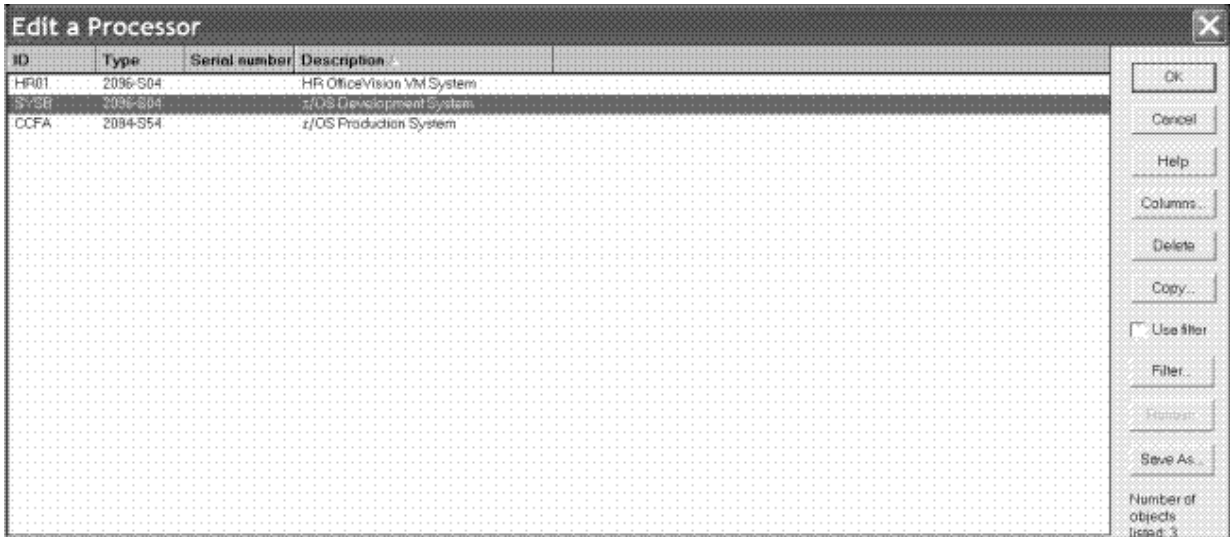 Edit a Processor
ID Type Serial number Description
HR01 2096-S04 HR OfficeVision VM System
SYSB 2096-S04 z/OS Development System
CCFA 2094-S54 z/OS Production System
OK
Cancel
Help
Columns...
Delete
Copy...
Use filter
Filter...
Save As...
Number of
objects
listed: 3